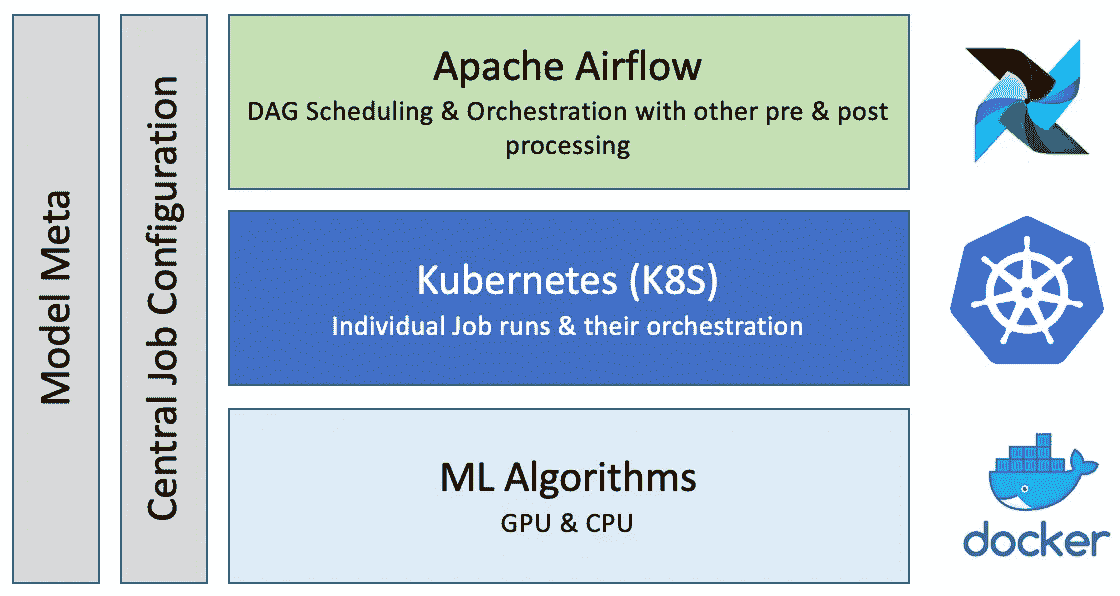 Model Meta
Central Job Configuration
Apache Airflow
DAG Scheduling & Orchestration with other pre & post
processing
Kubernetes (K8S)
Individual Job runs & their orchestration
ML Algorithms
GPU & CPU
docker